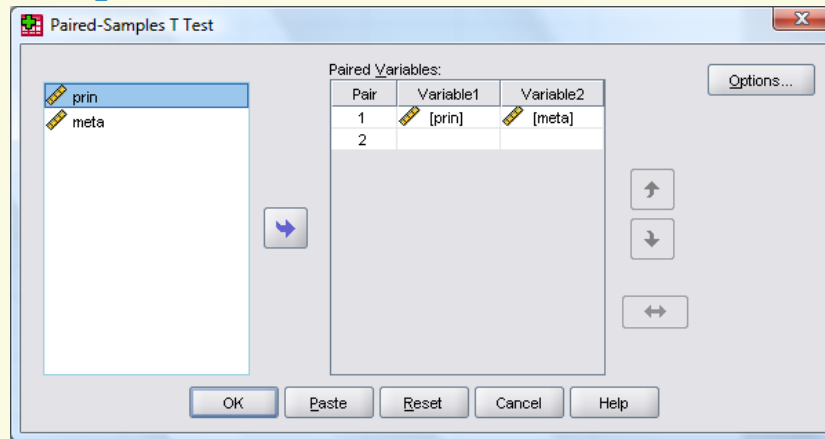 Paired-Samples T Test
X
prin
meta
Paired Variables:
Pair Variable1 Variable2
1 [prin] [meta]
2
Options...
OK Paste Reset Cancel Help